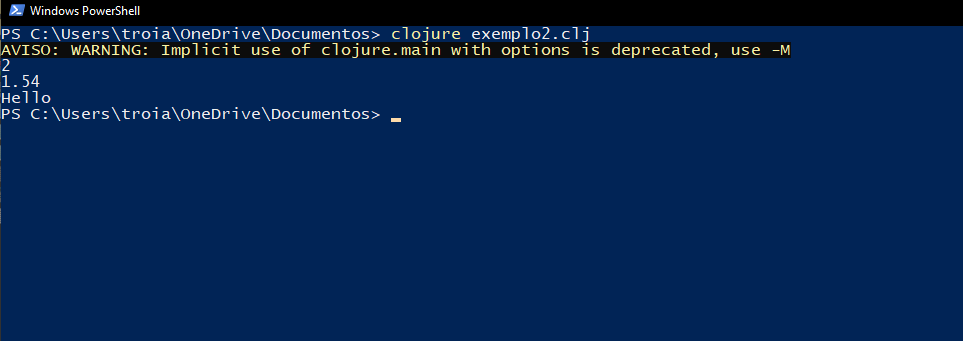 Windows PowerShell
PS C:\Users\troia\OneDrive\Documentos> clojure exemplo2.clj
AVISO: WARNING: Implicit use of clojure.main with options is deprecated, use -M
2
1.54
Hello
PS C:\Users\troia\OneDrive\Documentos> _